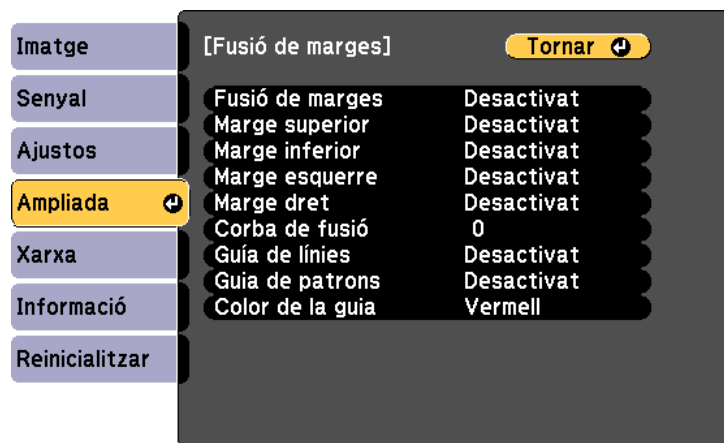 Imatge
Senyal
Ajustos
Ampliada
Xarxa
Informació
Reinicialitzar
[Fusió de marges] Tornar
Fusió de marges Desactivat
Marge superior Desactivat
Marge inferior Desactivat
Marge esquerre Desactivat
Marge dret Desactivat
Corba de fusió 0
Guía de línies Desactivat
Guia de patrons Desactivat
Color de la guia Vermell